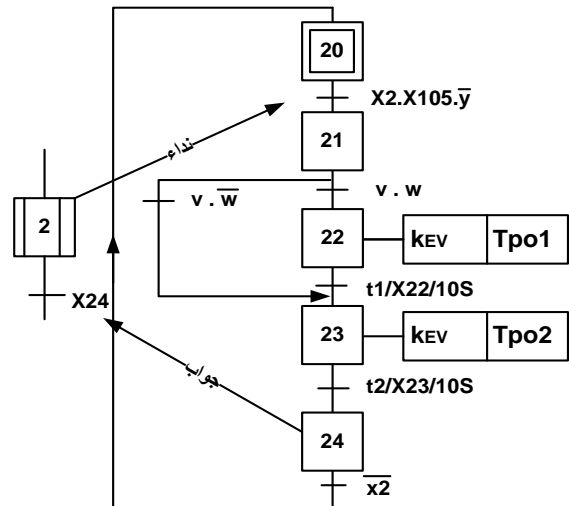 20
X2.X105.y̅
نداء
21
v . w̅
v . w
2
22
kEV
Tpo1
X24
t1/X22/10S
23
kEV
Tpo2
جواب
t2/X23/10S
24
x̅2̅